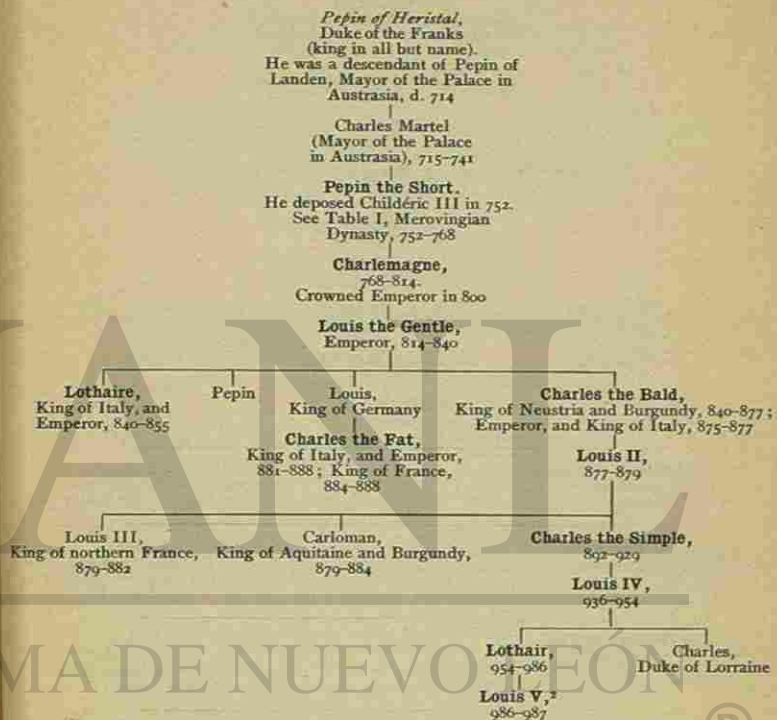 Pepin of Heristal,
Duke of the Franks
(king in all but name).
He was a descendant of Pepin of
Landen, Mayor of the Palace in
Austrasia, d. 714
Charles Martel
(Mayor of the Palace
in Austrasia), 715–741
Pepin the Short.
He deposed Childéric III in 752.
See Table I, Merovingian
Dynasty, 752–768
Charlemagne,
768–814.
Crowned Emperor in 800
Louis the Gentle,
Emperor, 814–840
Lothaire,
King of Italy, and
Emperor, 840–855
Pepin
Louis,
King of Germany
Charles the Bald,
King of Neustria and Burgundy, 840–877;
Emperor, and King of Italy, 875–877
Charles the Fat,
King of Italy, and Emperor,
881–888; King of France,
884–888
Louis II,
877–879
Louis III,
King of northern France,
879–882
Carloman,
King of Aquitaine and Burgundy,
879–884
Charles the Simple,
892–929
Louis IV,
936–954
Lothair,
954–986
Charles,
Duke of Lorraine
Louis V,²
986–987
ANL
MA DE NUEVO LEÓN
®